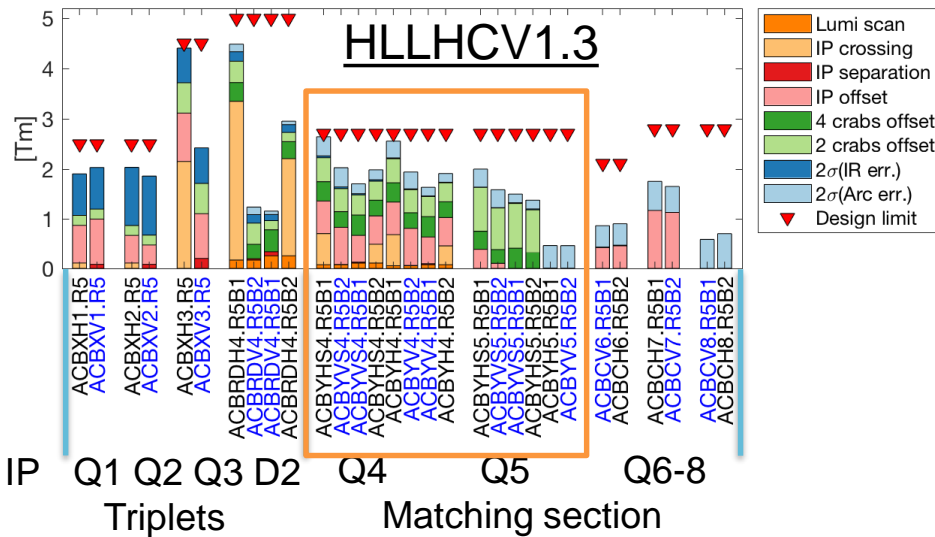 HLLHCV1.3
[Tm]
5
4
3
2
1
0
Lumi scan
IP crossing
IP separation
IP offset
4 crabs offset
2 crabs offset
2σ(IR err.)
2σ(Arc err.)
Design limit
ACBXH1.R5
ACBXV1.R5
ACBXH2.R5
ACBXV2.R5
ACBXH3.R5
ACBXV3.R5
ACBRDH4.R5B1
ACBRDV4.R5B2
ACBRDV4.R5B1
ACBRDH4.R5B2
ACBYHS4.R5B1
ACBYVS4.R5B2
ACBYVS4.R5B1
ACBYHS4.R5B2
ACBYH4.R5B1
ACBYV4.R5B2
ACBYV4.R5B1
ACBYH4.R5B2
ACBYHS5.R5B1
ACBYVS5.R5B2
ACBYVS5.R5B1
ACBYHS5.R5B2
ACBYH5.R5B1
ACBYV5.R5B2
ACBCV6.R5B1
ACBCH6.R5B2
ACBCH7.R5B1
ACBCV7.R5B2
ACBCV8.R5B1
ACBCH8.R5B2
IP Q1 Q2 Q3 D2 Q4 Q5 Q6-8
Triplets Matching section